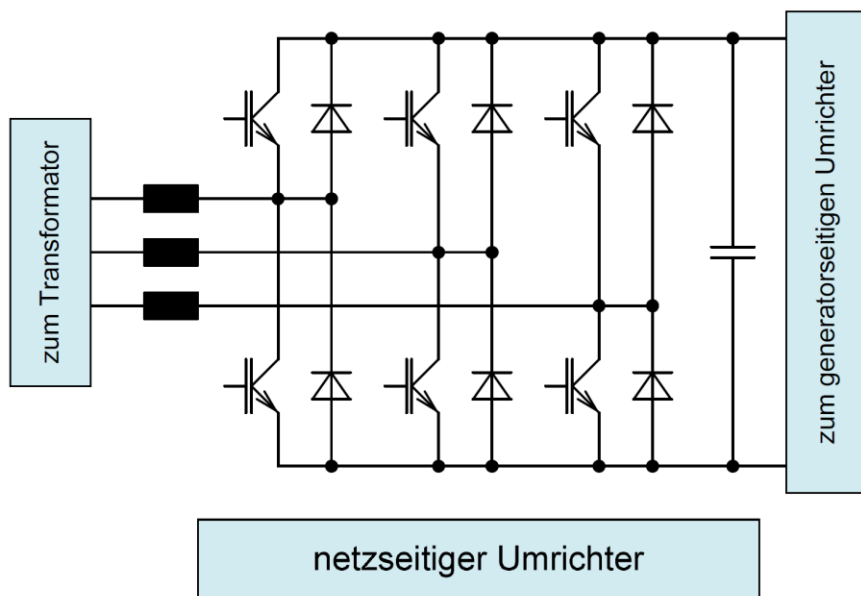 zum Transformator
zum generatorseitigen Umrichter
netzseitiger Umrichter